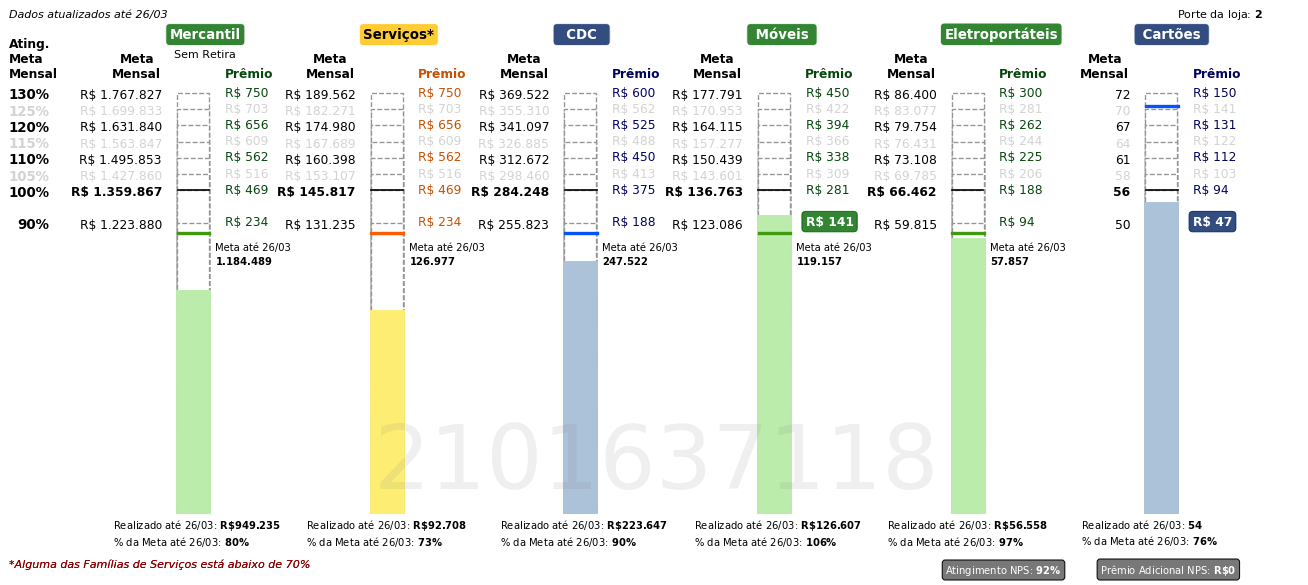 Dados atualizados até 26/03 Porte da loja: 2
Mercantil Serviços* CDC Móveis Eletroportáteis Cartões
Sem Retira
Ating. Meta Mensal Meta Mensal Prêmio Meta Mensal Prêmio Meta Mensal Prêmio Meta Mensal Prêmio Meta Mensal Prêmio Meta Mensal Prêmio
130% R$ 1.767.827 R$ 750 R$ 189.562 R$ 750 R$ 369.522 R$ 600 R$ 177.791 R$ 450 R$ 86.400 R$ 300 72 R$ 150
125% R$ 1.699.833 R$ 703 R$ 182.271 R$ 703 R$ 355.310 R$ 562 R$ 170.953 R$ 422 R$ 83.077 R$ 281 70 R$ 141
120% R$ 1.631.840 R$ 656 R$ 174.980 R$ 656 R$ 341.097 R$ 525 R$ 164.115 R$ 394 R$ 79.754 R$ 262 67 R$ 131
115% R$ 1.563.847 R$ 609 R$ 167.689 R$ 609 R$ 326.885 R$ 488 R$ 157.277 R$ 366 R$ 76.431 R$ 244 64 R$ 122
110% R$ 1.495.853 R$ 562 R$ 160.398 R$ 562 R$ 312.672 R$ 450 R$ 150.439 R$ 338 R$ 73.108 R$ 225 61 R$ 112
105% R$ 1.427.860 R$ 516 R$ 153.107 R$ 516 R$ 298.460 R$ 413 R$ 143.601 R$ 309 R$ 69.785 R$ 206 58 R$ 103
100% R$ 1.359.867 R$ 469 R$ 145.817 R$ 469 R$ 284.248 R$ 375 R$ 136.763 R$ 281 R$ 66.462 R$ 188 56 R$ 94
90% R$ 1.223.880 R$ 234 R$ 131.235 R$ 234 R$ 255.823 R$ 188 R$ 123.086 R$ 141 R$ 59.815 R$ 94 50 R$ 47
Meta até 26/03 Meta até 26/03 Meta até 26/03 Meta até 26/03 Meta até 26/03
1.184.489 126.977 247.522 119.157 57.857
2101637118
Realizado até 26/03: R$949.235 Realizado até 26/03: R$92.708 Realizado até 26/03: R$223.647 Realizado até 26/03: R$126.607 Realizado até 26/03: R$56.558 Realizado até 26/03: 54
% da Meta até 26/03: 80% % da Meta até 26/03: 73% % da Meta até 26/03: 90% % da Meta até 26/03: 106% % da Meta até 26/03: 97% % da Meta até 26/03: 76%
*Alguma das Famílias de Serviços está abaixo de 70% Atingimento NPS: 92% Prêmio Adicional NPS: R$0